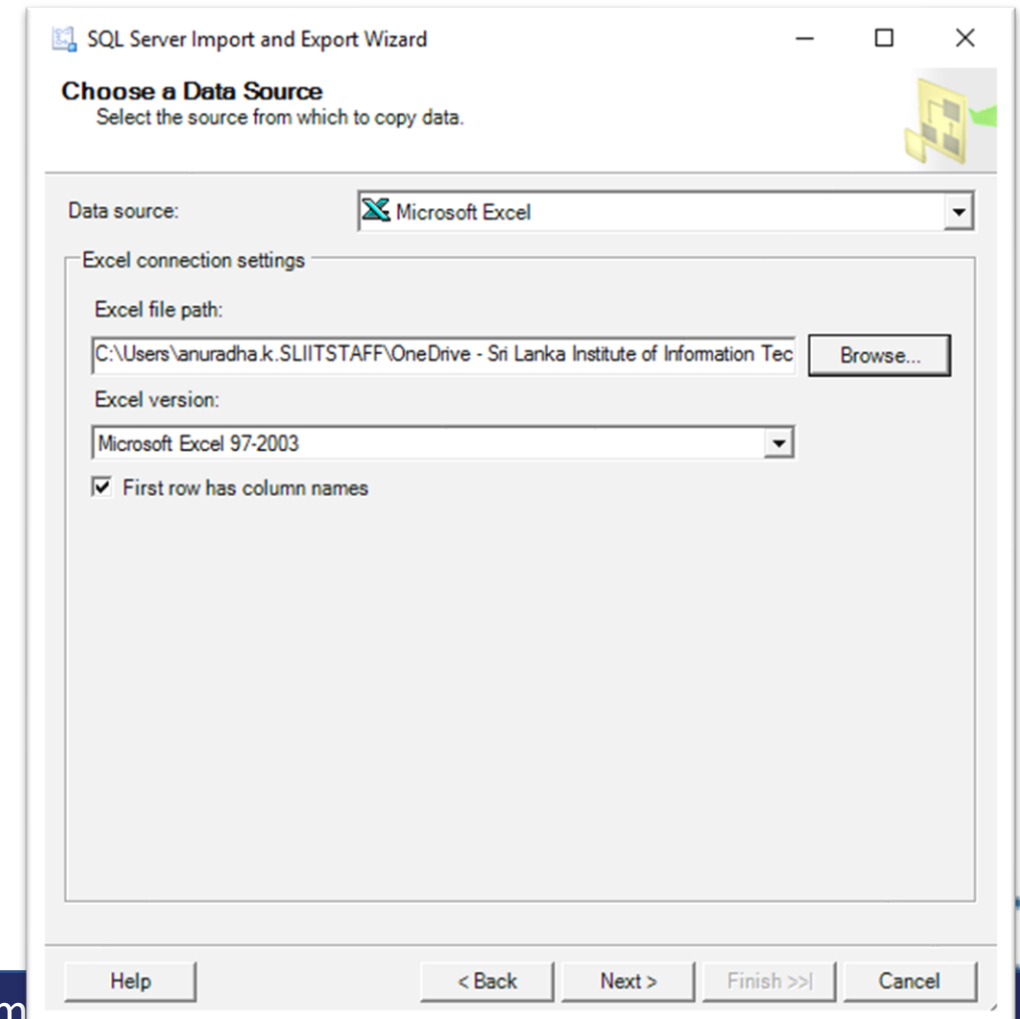 SQL Server Import and Export Wizard
Choose a Data Source
Select the source from which to copy data.
Data source: Microsoft Excel
Excel connection settings
Excel file path:
C:\Users\anuradha.k.SLIITSTAFF\OneDrive - Sri Lanka Institute of Information Tec Browse...
Excel version:
Microsoft Excel 97-2003
First row has column names
Help < Back Next > Finish >>| Cancel
m